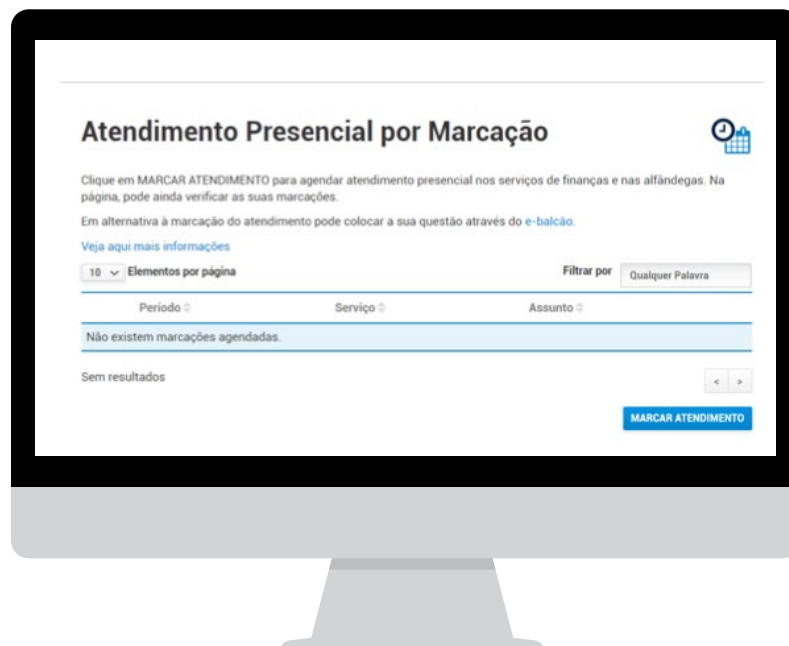 Atendimento Presencial por Marcação
Clique em MARCAR ATENDIMENTO para agendar atendimento presencial nos serviços de finanças e nas alfândegas. Na
página, pode ainda verificar as suas marcações.
Em alternativa à marcação do atendimento pode colocar a sua questão através do e-balcão.
Veja aqui mais informações
10 Elementos por página Filtrar por Qualquer Palavra
Período Serviço Assunto
Não existem marcações agendadas.
Sem resultados < >
MARCAR ATENDIMENTO